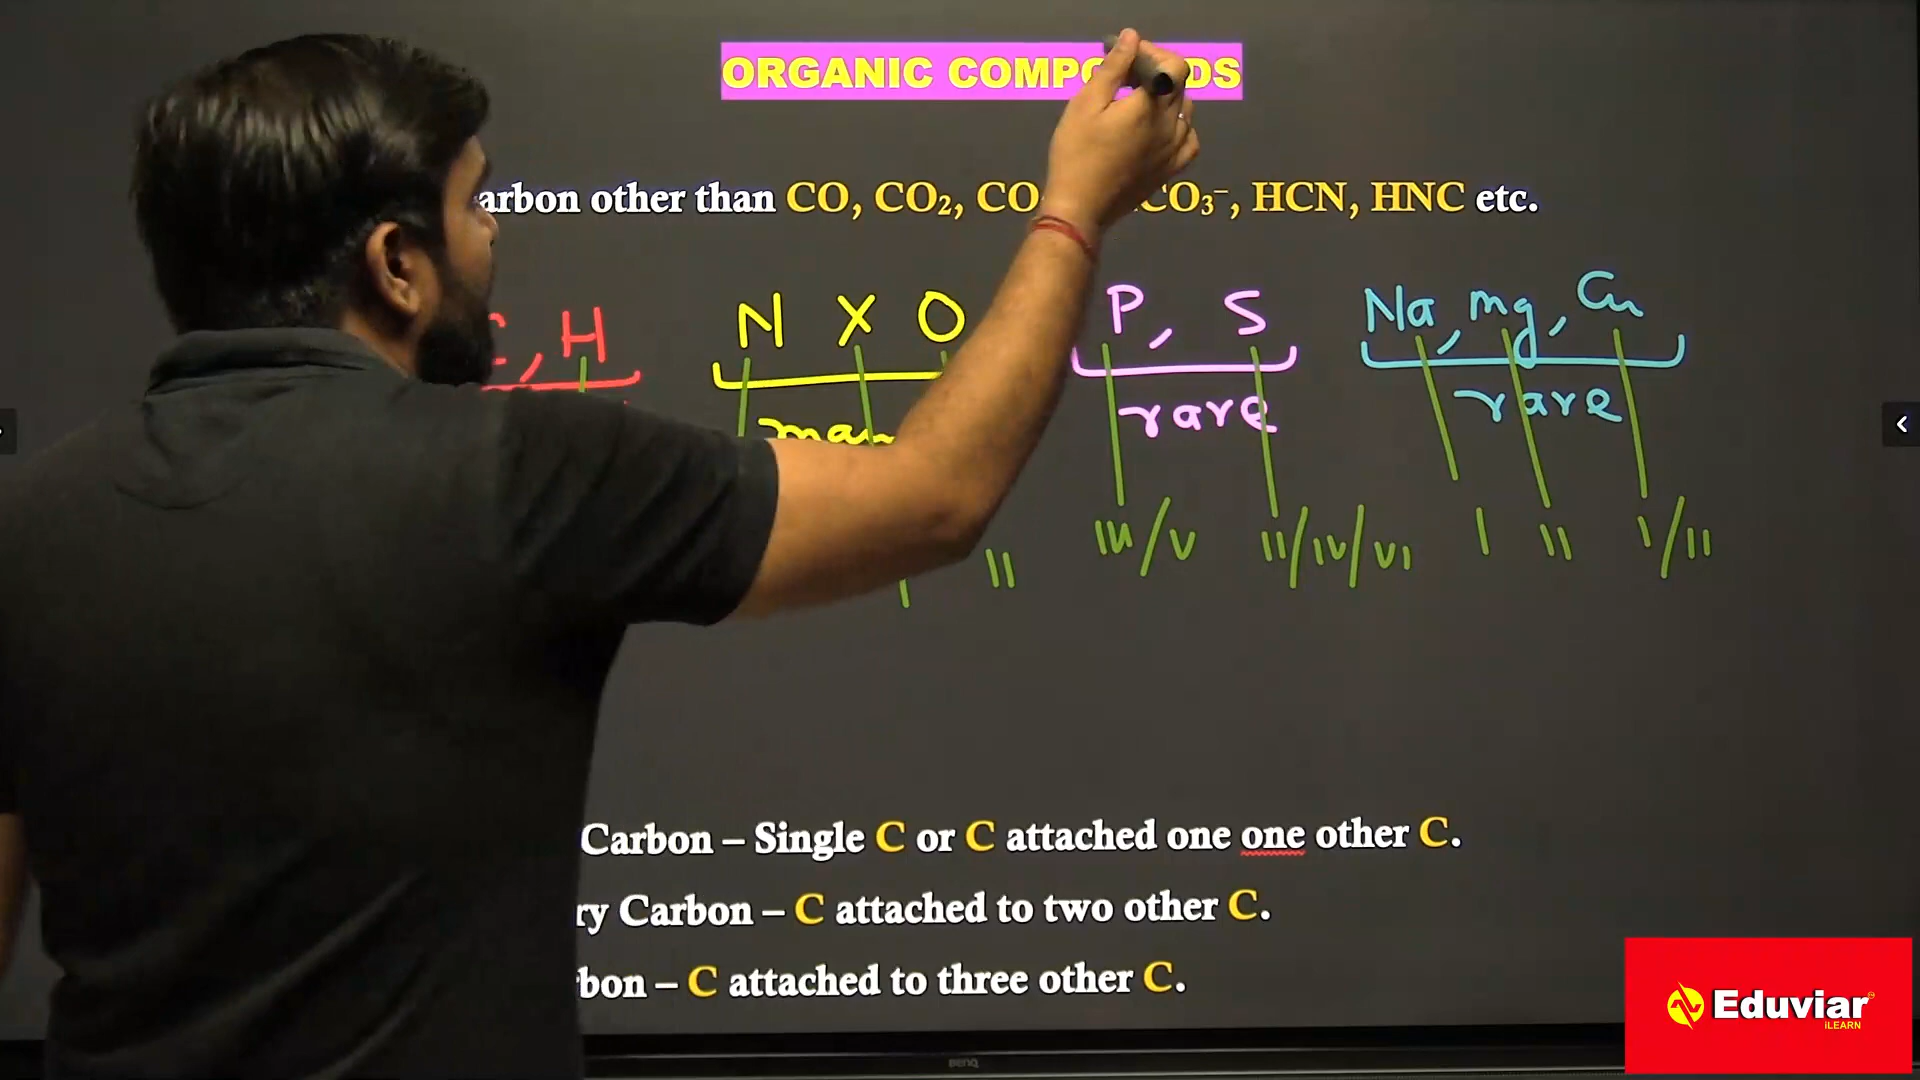 ORGANIC COMPO DS
arbon other than CO, CO₂, CO CO₃⁻, HCN, HNC etc.
C, H N X O P, S Na, Mg, Cu
rare rare
I II III/V II/IV/VI I II I/II
Carbon – Single C or C attached one one other C.
ry Carbon – C attached to two other C.
bon – C attached to three other C.
BENQ
Eduviar
iLEARN